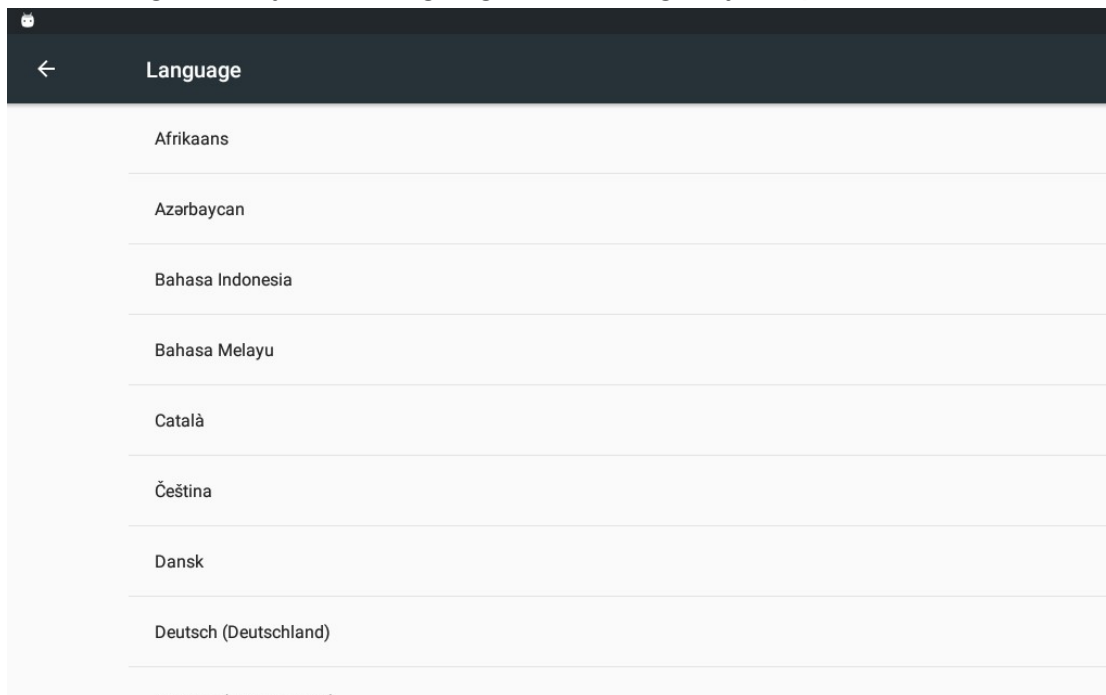 Language
Afrikaans
Azərbaycan
Bahasa Indonesia
Bahasa Melayu
Català
Čeština
Dansk
Deutsch (Deutschland)